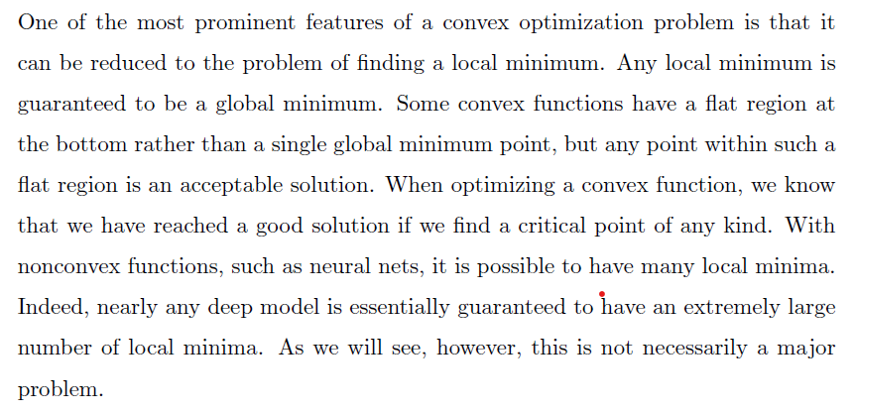 One of the most prominent features of a convex optimization problem is that it
can be reduced to the problem of finding a local minimum. Any local minimum is
guaranteed to be a global minimum. Some convex functions have a flat region at
the bottom rather than a single global minimum point, but any point within such a
flat region is an acceptable solution. When optimizing a convex function, we know
that we have reached a good solution if we find a critical point of any kind. With
nonconvex functions, such as neural nets, it is possible to have many local minima.
Indeed, nearly any deep model is essentially guaranteed to have an extremely large
number of local minima. As we will see, however, this is not necessarily a major
problem.